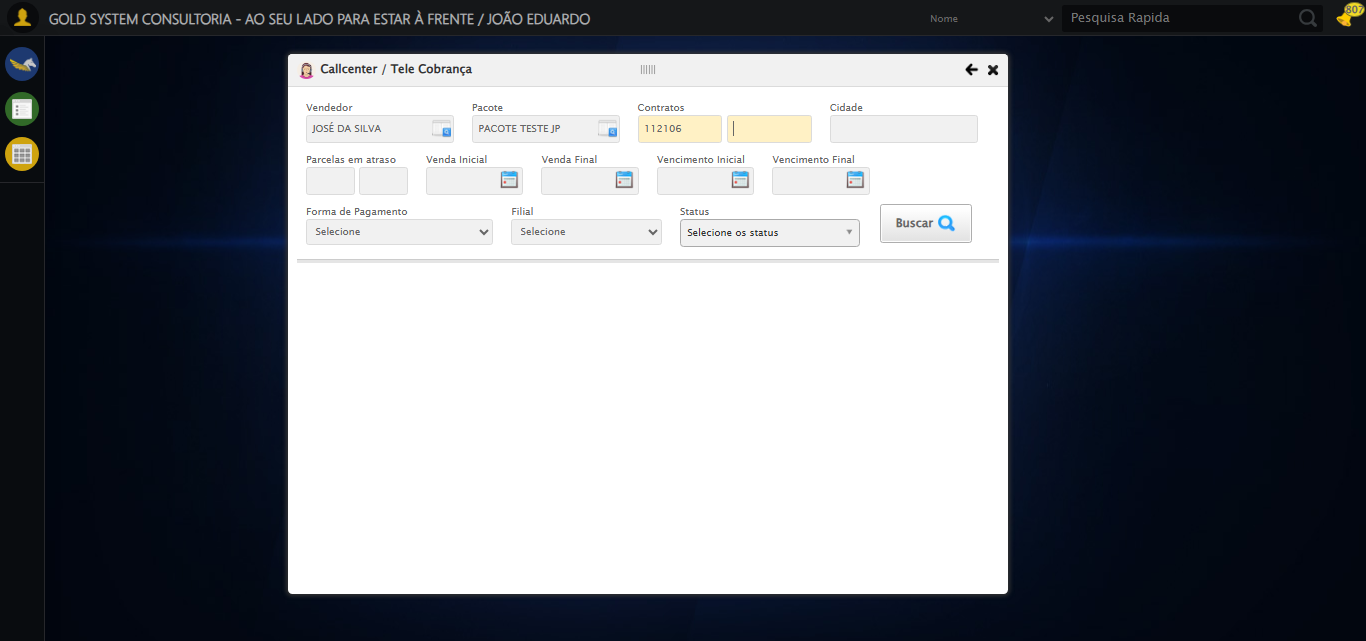 GOLD SYSTEM CONSULTORIA - AO SEU LADO PARA ESTAR À FRENTE / JOÃO EDUARDO
Nome
Pesquisa Rapida
807
Callcenter / Tele Cobrança
Vendedor Pacote Contratos Cidade
JOSÉ DA SILVA PACOTE TESTE JP 112106
Parcelas em atraso Venda Inicial Venda Final Vencimento Inicial Vencimento Final
Forma de Pagamento Filial Status
Selecione Selecione Selecione os status Buscar